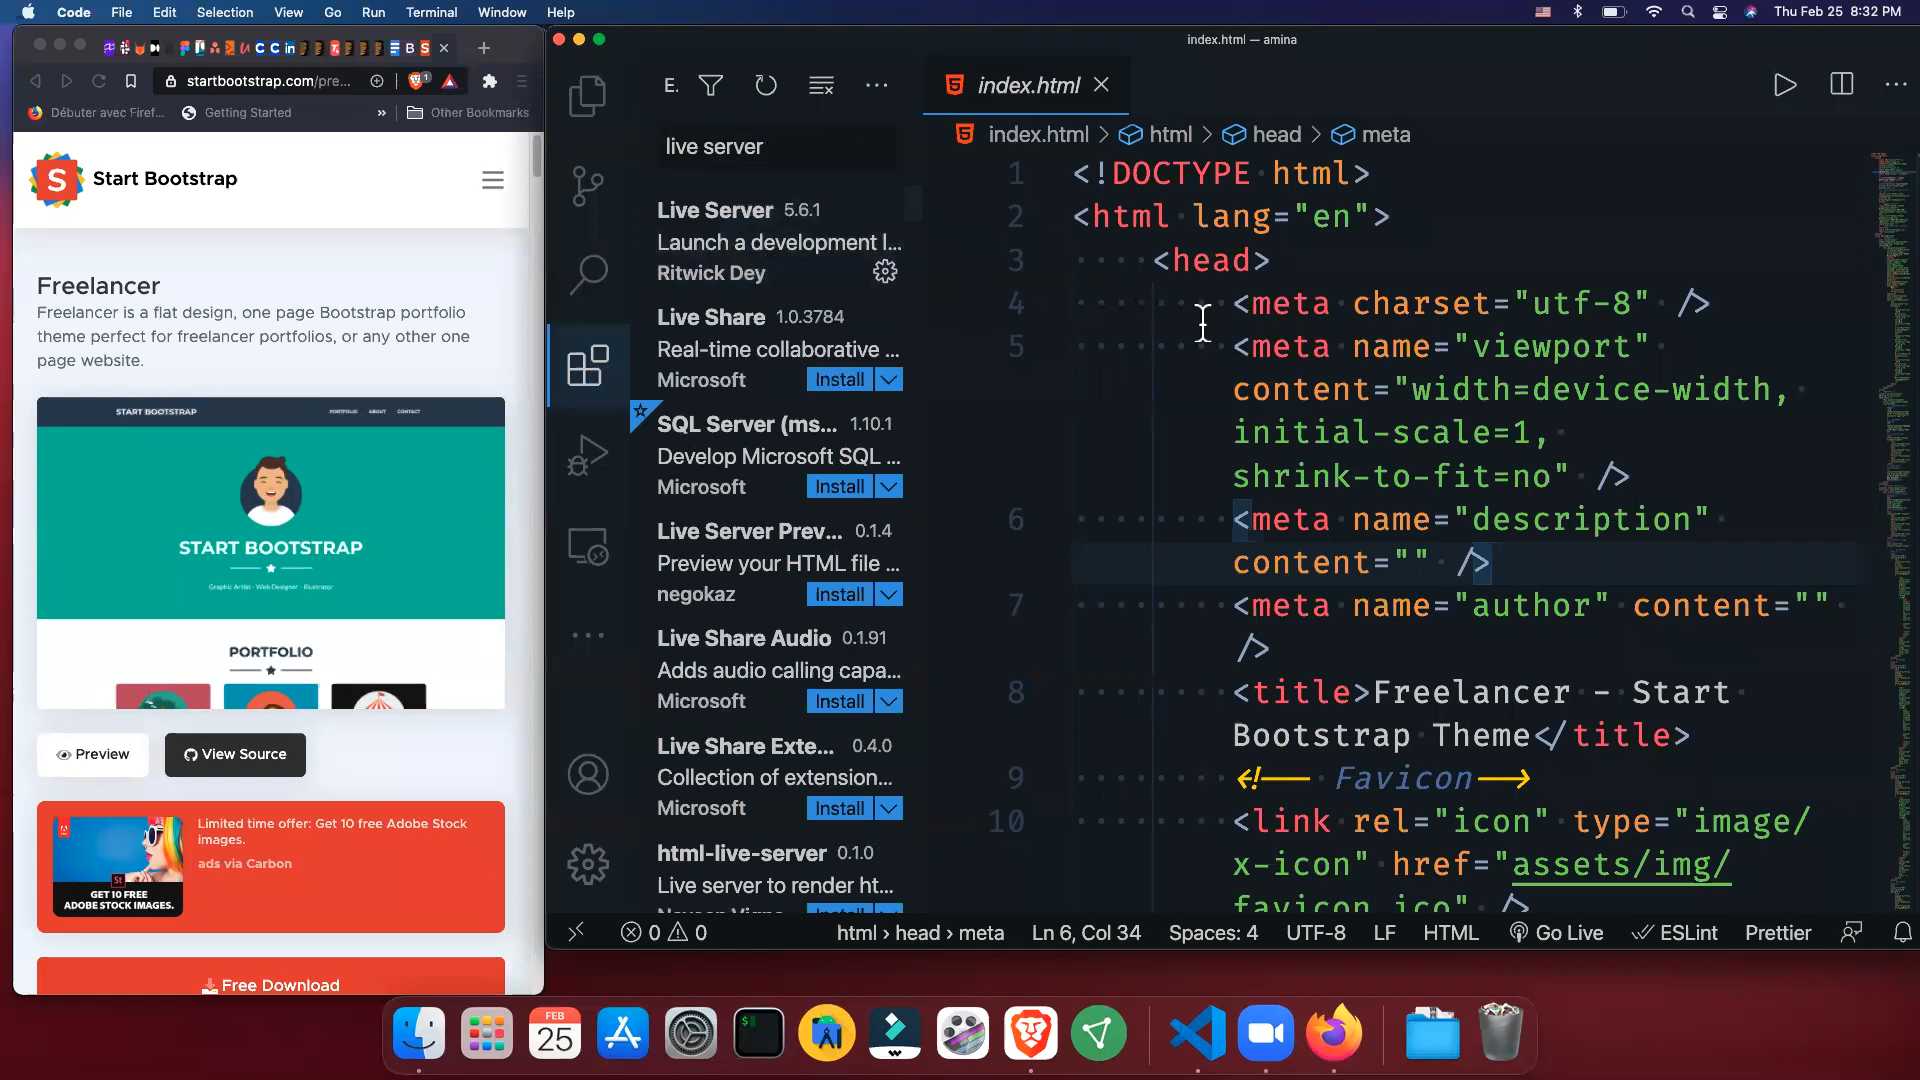 Code File Edit Selection View Go Run Terminal Window Help
Thu Feb 25 8:32 PM
startbootstrap.com/pre...
Débuter avec Firef...
Getting Started
»
Other Bookmarks
S
Start Bootstrap
Freelancer
Freelancer is a flat design, one page Bootstrap portfolio
theme perfect for freelancer portfolios, or any other one
page website.
START BOOTSTRAP
PORTFOLIO ABOUT CONTACT
START BOOTSTRAP
Graphic Artist - Web Designer - Illustrator
PORTFOLIO
Preview
View Source
Limited time offer: Get 10 free Adobe Stock
images.
ads via Carbon
St
GET 10 FREE
ADOBE STOCK IMAGES.
Free Download
index.html — amina
E.
live server
Live Server 5.6.1
Launch a development l...
Ritwick Dey
Live Share 1.0.3784
Real-time collaborative ...
Microsoft Install
SQL Server (ms... 1.10.1
Develop Microsoft SQL ...
Microsoft Install
Live Server Prev... 0.1.4
Preview your HTML file ...
negokaz Install
Live Share Audio 0.1.91
Adds audio calling capa...
Microsoft Install
Live Share Exte... 0.4.0
Collection of extension...
Microsoft Install
html-live-server 0.1.0
Live server to render ht...
index.html
index.html > html > head > meta
1 <!DOCTYPE html>
2 <html lang="en">
3 <head>
4 <meta charset="utf-8" />
5 <meta name="viewport"
content="width=device-width,
initial-scale=1,
shrink-to-fit=no" />
6 <meta name="description"
content="" />
7 <meta name="author" content=""
/>
8 <title>Freelancer - Start
Bootstrap Theme</title>
9 <!-- Favicon-->
10 <link rel="icon" type="image/
x-icon" href="assets/img/
favicon.ico" />
0 0
html › head › meta
Ln 6, Col 34
Spaces: 4
UTF-8
LF
HTML
Go Live
ESLint
Prettier
FEB
25